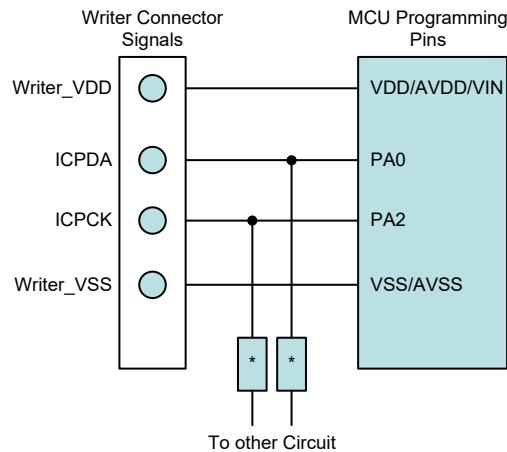 Writer Connector
Signals
MCU Programming
Pins
Writer_VDD
VDD/AVDD/VIN
ICPDA
PA0
ICPCK
PA2
Writer_VSS
VSS/AVSS
*
*
To other Circuit